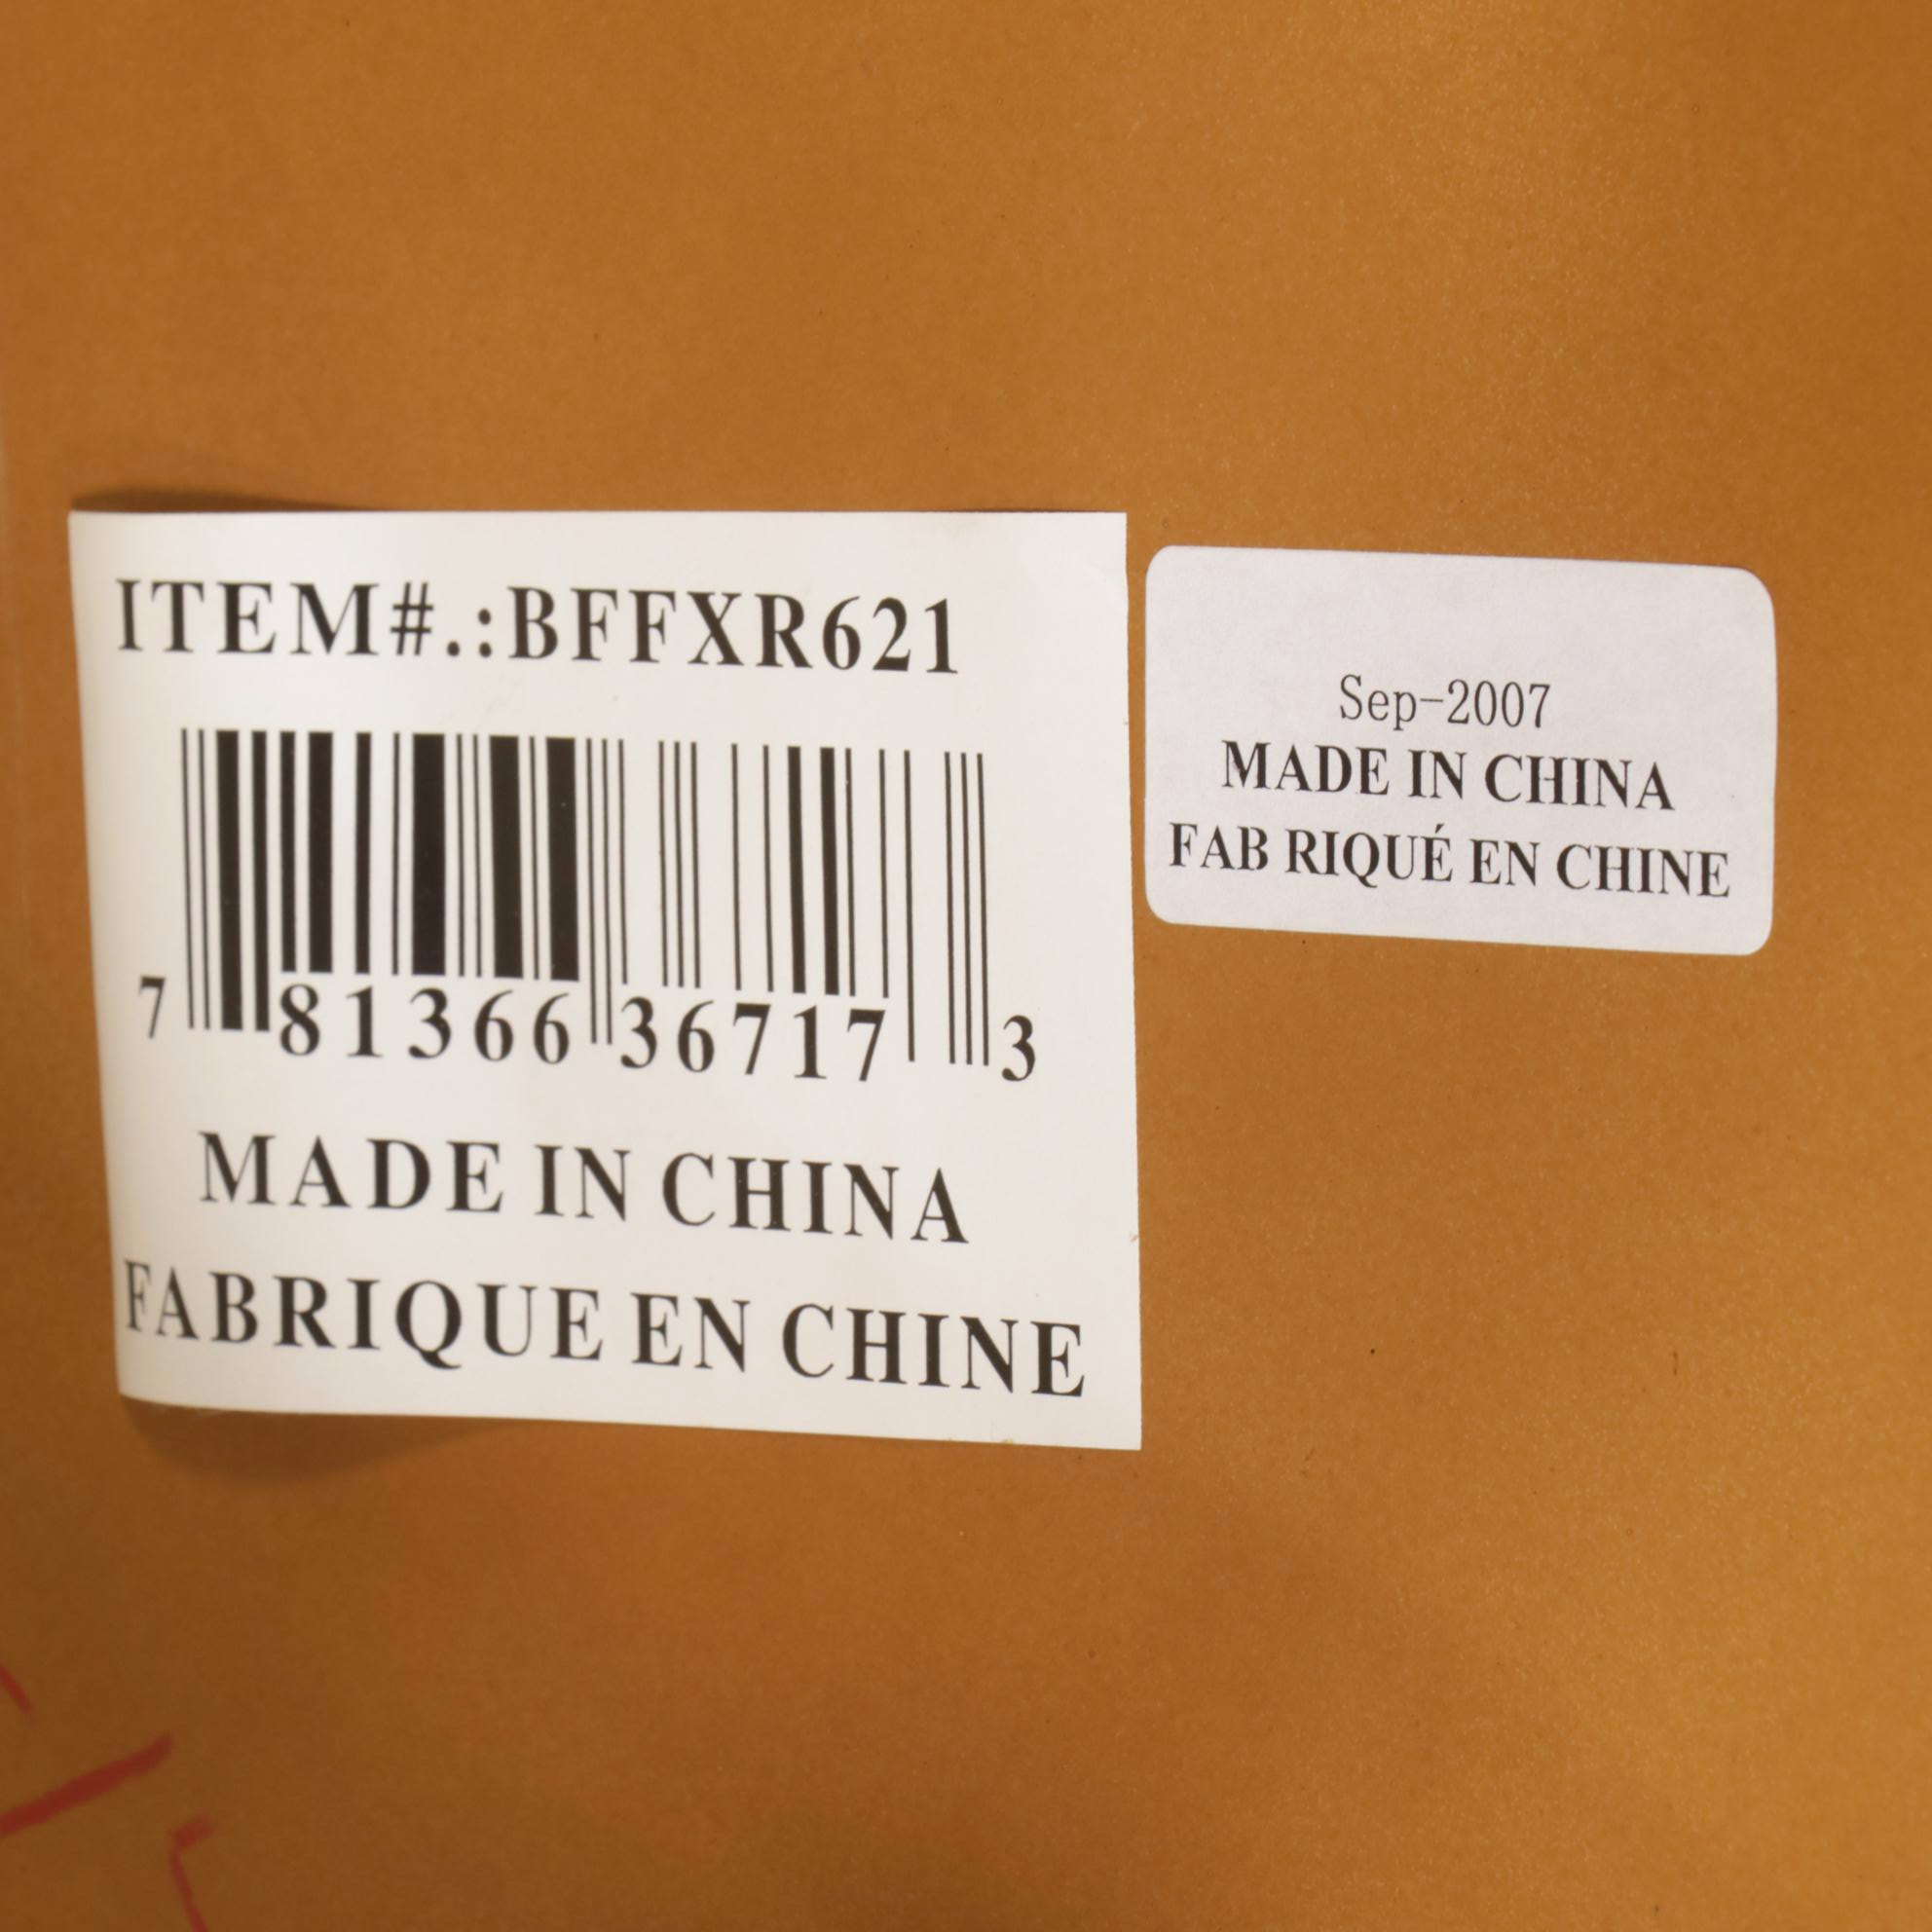 ITEM#.:BFFXR621
7 81366 36717 3
MADE IN CHINA
FABRIQUE EN CHINE
Sep-2007
MADE IN CHINA
FAB RIQUÉ EN CHINE